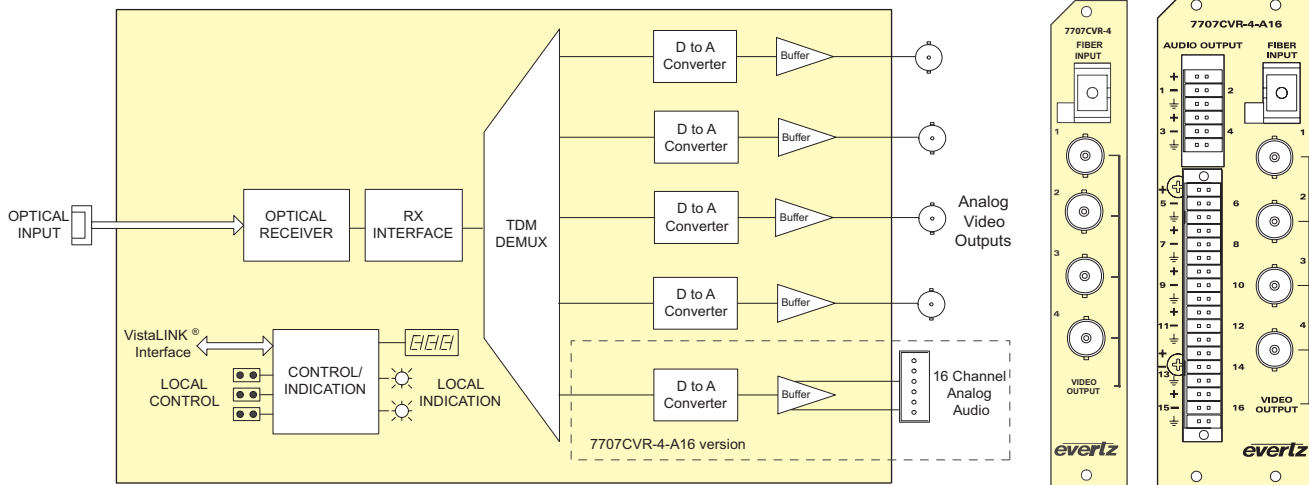 D to A
Converter
Buffer
D to A
Converter
Buffer
D to A
Converter
Buffer
Analog
Video
Outputs
OPTICAL
INPUT
OPTICAL
RECEIVER
RX
INTERFACE
TDM
DEMUX
D to A
Converter
Buffer
VistaLINK ®
Interface
LOCAL
CONTROL
CONTROL/
INDICATION
LOCAL
INDICATION
D to A
Converter
Buffer
16 Channel
Analog
Audio
7707CVR-4-A16 version
7707CVR-4
FIBER
INPUT
1
2
3
4
VIDEO
OUTPUT
evertz
7707CVR-4-A16
AUDIO OUTPUT
FIBER
INPUT
+
1 − 2
+
3 − 4
+
5 − 6
+
7 − 8
+
9 − 10
+
11 − 12
+
13 − 14
+
15 − 16
1
2
3
4
VIDEO
OUTPUT
evertz